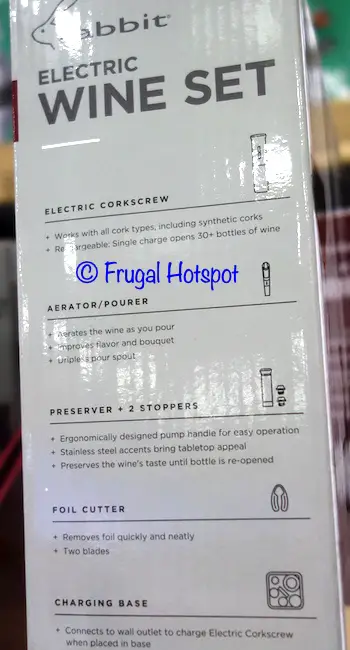 rabbit
ELECTRIC
WINE SET
ELECTRIC CORKSCREW
+ Works with all cork types, including synthetic corks
+ Rechargeable: Single charge opens 30+ bottles of wine
© Frugal Hotspot
AERATOR/POURER
+ Aerates the wine as you pour
+ Improves flavor and bouquet
+ Dripless pour spout
PRESERVER + 2 STOPPERS
+ Ergonomically designed pump handle for easy operation
+ Stainless steel accents bring tabletop appeal
+ Preserves the wine's taste until bottle is re-opened
FOIL CUTTER
+ Removes foil quickly and neatly
+ Two blades
CHARGING BASE
+ Connects to wall outlet to charge Electric Corkscrew
when placed in base